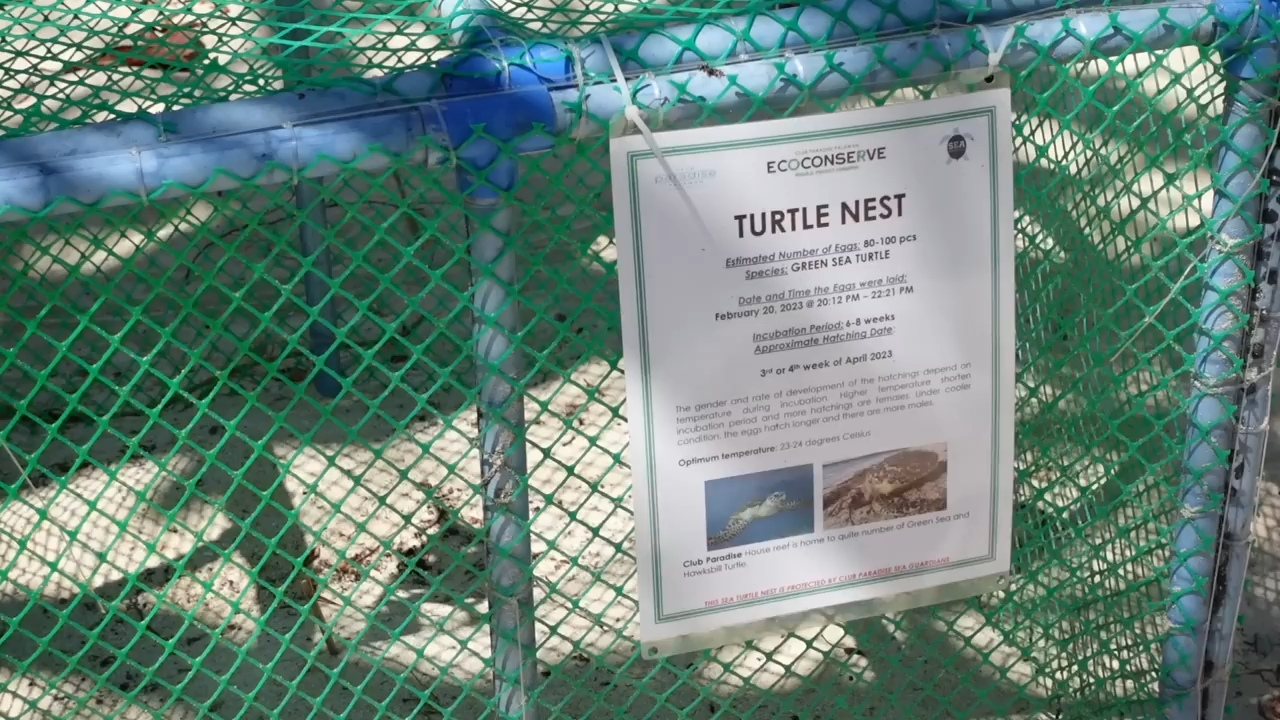 paradise
CLUB PARADISE PALAWAN
ECOCONSERVE
SEA
TURTLE NEST
Estimated Number of Eggs: 80-100 pcs
Species: GREEN SEA TURTLE
Date and Time the Eggs were laid:
February 20, 2023 @ 20:12 PM – 22:21 PM
Incubation Period: 6-8 weeks
Approximate Hatching Date:
3rd or 4th week of April 2023
The gender and rate of development of the hatchings depend on
temperature during incubation. Higher temperature shorten
incubation period and more hatchings are females. Under cooler
condition, the eggs hatch longer and there are more males.
Optimum temperature: 23-24 degrees Celsius
Club Paradise House reef is home to quite number of Green Sea and
Hawksbill Turtle.
THIS SEA TURTLE NEST IS PROTECTED BY CLUB PARADISE SEA GUARDIANS